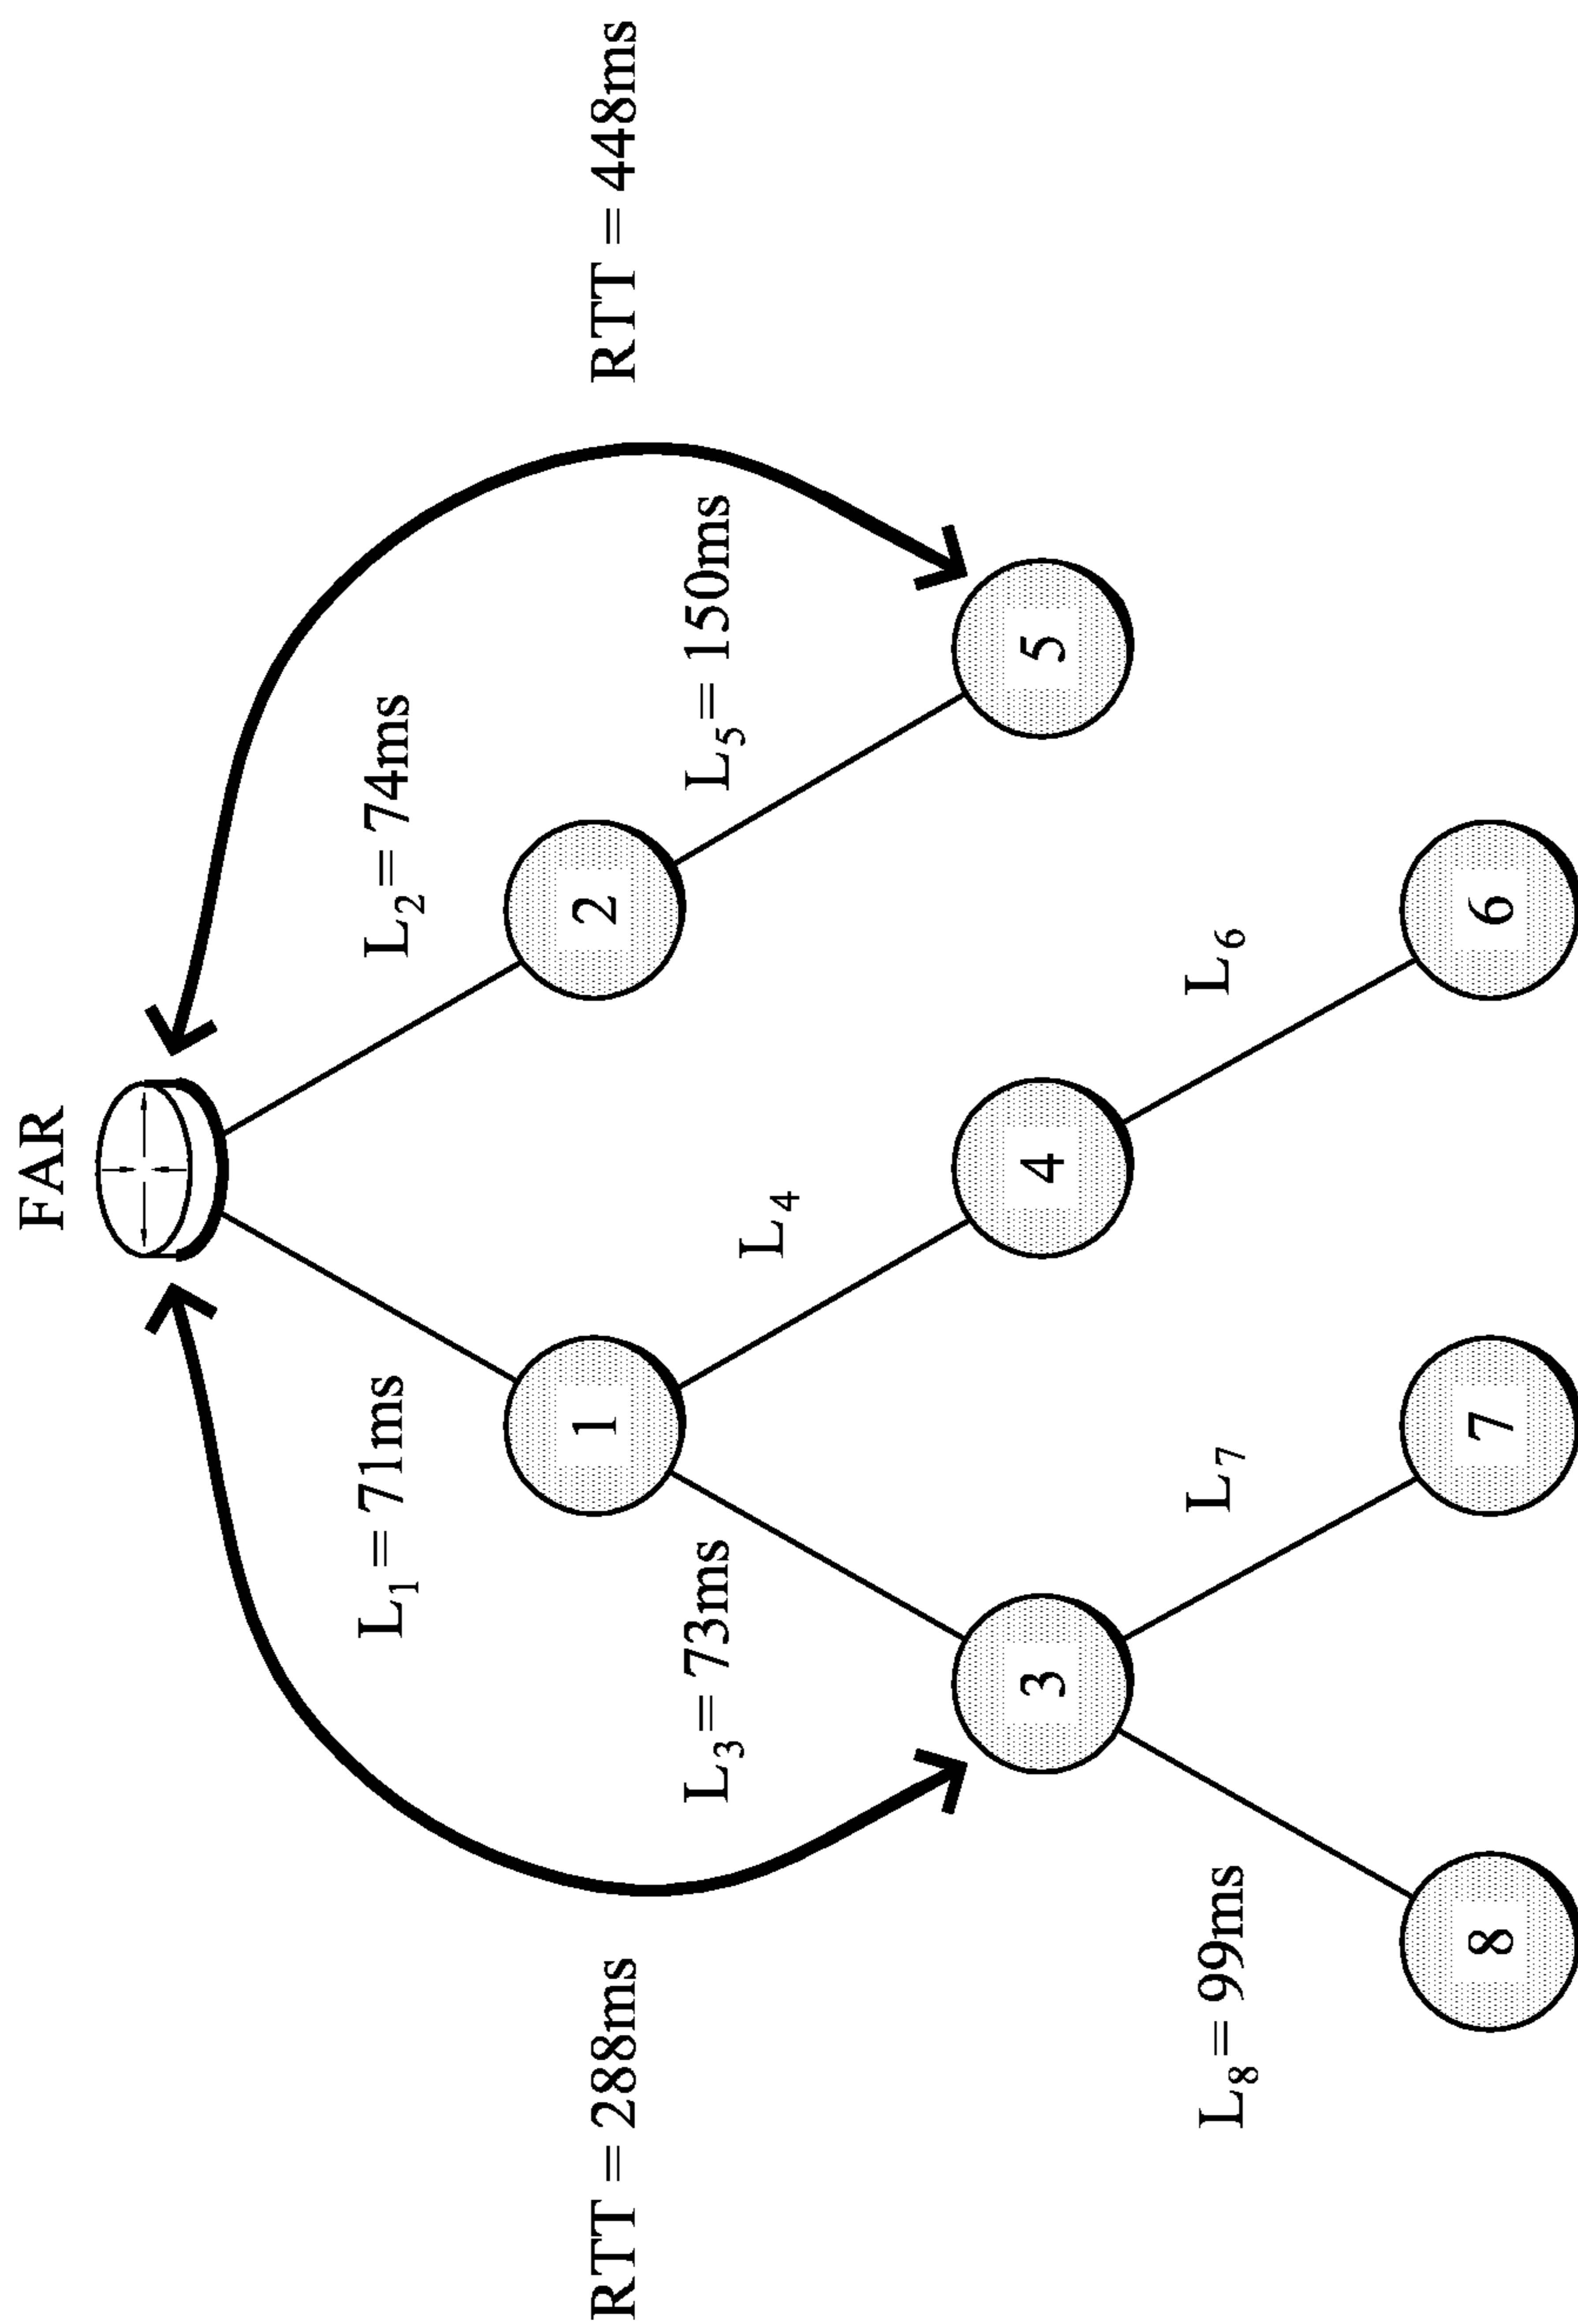 FAR
L₁ = 71ms
L₂ = 74ms
RTT = 288ms
1
2
RTT = 448ms
L₃ = 73ms
L₄
L₅ = 150ms
3
4
5
L₈ = 99ms
L₇
L₆
8
7
6